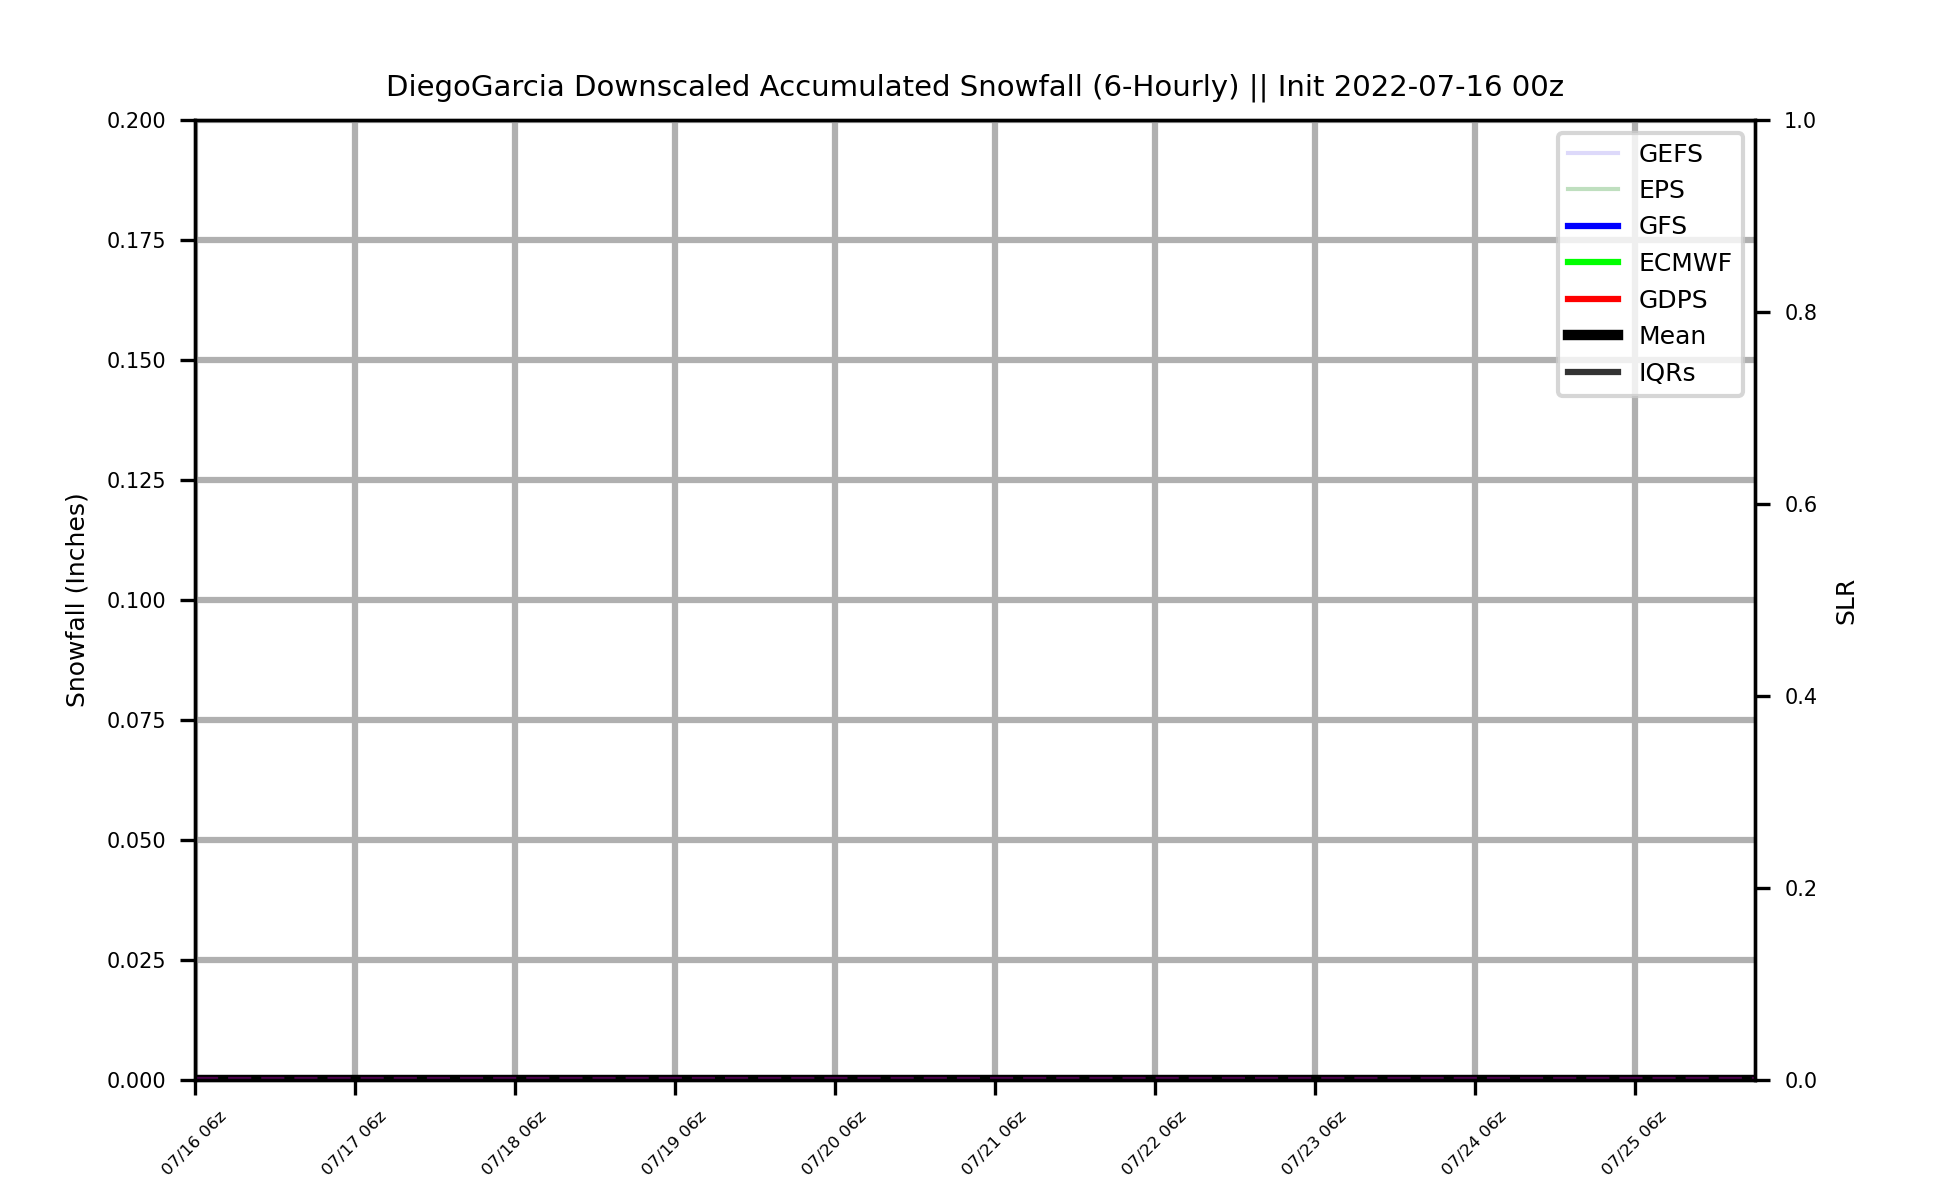 DiegoGarcia Downscaled Accumulated Snowfall (6-Hourly) || Init 2022-07-16 00z
0.200
0.175
0.150
0.125
0.100
0.075
0.050
0.025
0.000
Snowfall (Inches)
GEFS
EPS
GFS
ECMWF
GDPS
Mean
IQRs
1.0
0.8
0.6
0.4
0.2
0.0
SLR
07/16 06z
07/17 06z
07/18 06z
07/19 06z
07/20 06z
07/21 06z
07/22 06z
07/23 06z
07/24 06z
07/25 06z